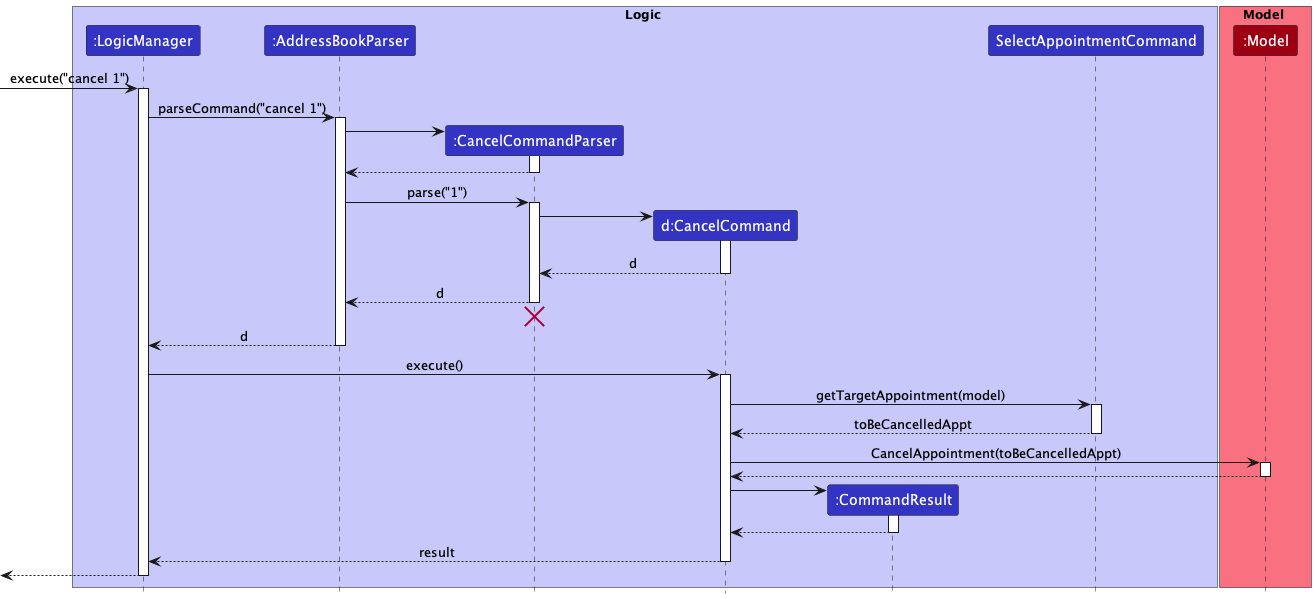 Logic
Model
:LogicManager
:AddressBookParser
SelectAppointmentCommand
:Model
execute("cancel 1")
parseCommand("cancel 1")
:CancelCommandParser
parse("1")
d:CancelCommand
d
d
d
execute()
getTargetAppointment(model)
toBeCancelledAppt
CancelAppointment(toBeCancelledAppt)
:CommandResult
result